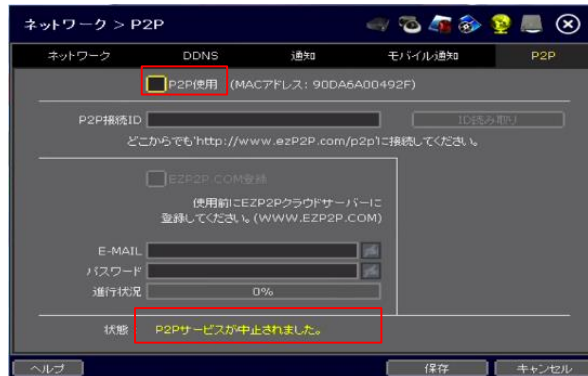 ネットワーク > P2P
ネットワーク DDNS 通知 モバイル通知 P2P
P2P使用 (MACアドレス: 90DA6A00492F)
P2P接続ID ID読み取り
どこからでも'http://www.ezP2P.com/p2p'に接続してください。
EZP2P.COM登録
使用前にEZP2Pクラウドサーバーに
登録してください。(WWW.EZP2P.COM)
E-MAIL
パスワード
進行状況 0%
状態 P2Pサービスが中止されました。
ヘルプ 保存 キャンセル